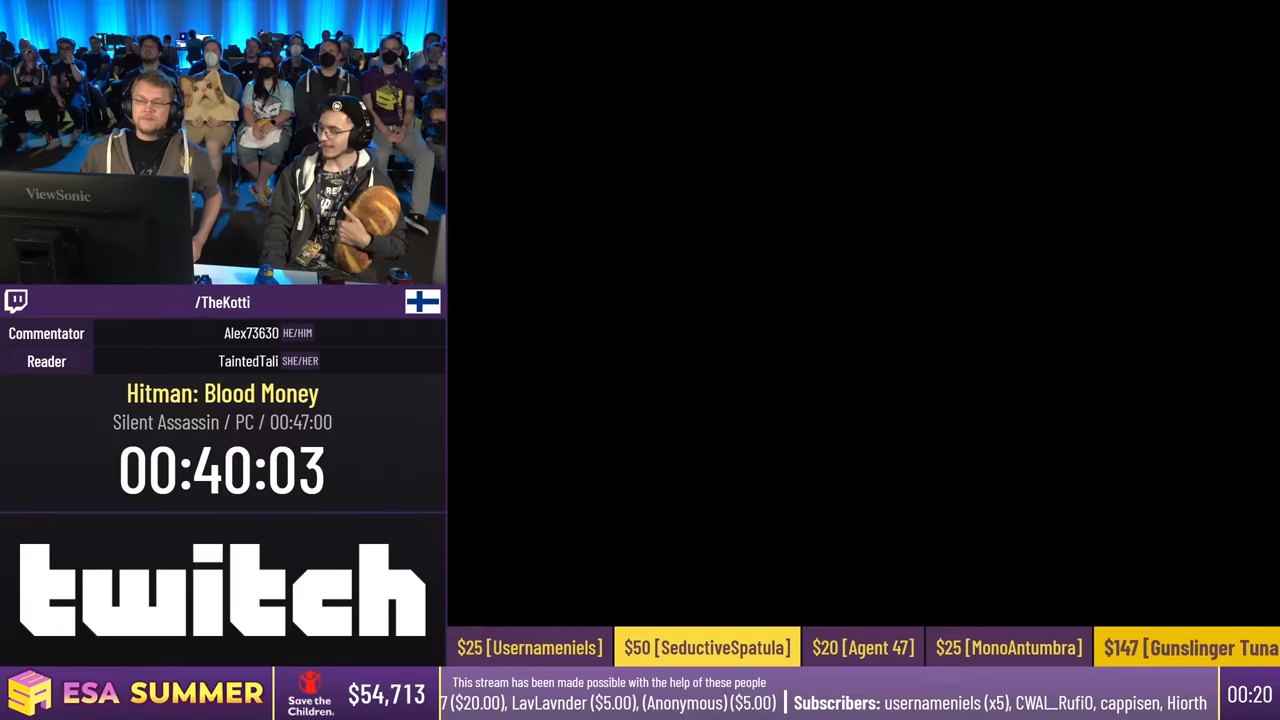 ViewSonic
/TheKotti
Commentator Alex73630 HE/HIM
Reader TaintedTali SHE/HER
Hitman: Blood Money
Silent Assassin / PC / 00:47:00
00:40:03
twitch
$25 [Usernameniels] $50 [SeductiveSpatula] $20 [Agent 47] $25 [MonoAntumbra] $147 [Gunslinger Tuna
ESA SUMMER
Save the
Children.
$54,713
This stream has been made possible with the help of these people
7 ($20.00), LavLavnder ($5.00), (Anonymous) ($5.00) | Subscribers: usernameniels (x5), CWAL_Rufi0, cappisen, Hiorth
00:20